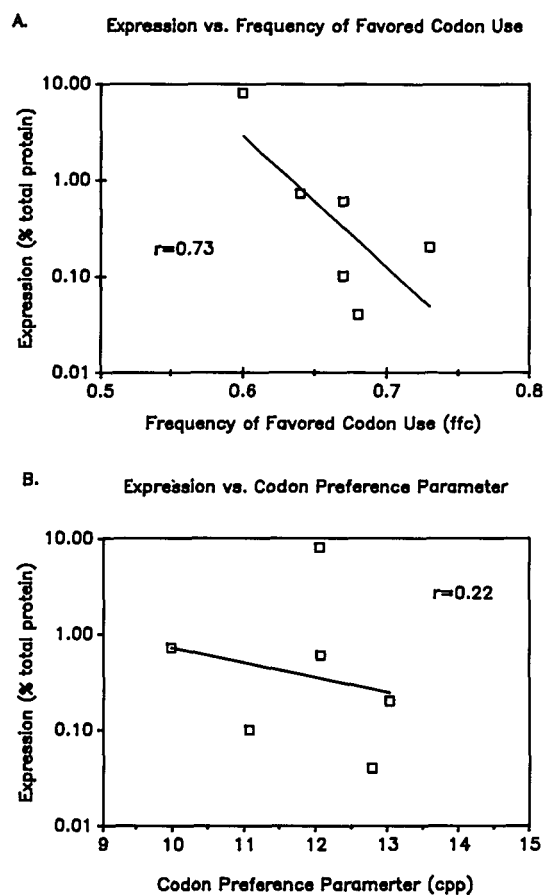 A.
Expression vs. Frequency of Favored Codon Use
10.00
1.00
0.10
0.01
Expression (% total protein)
r=0.73
0.5
0.6
0.7
0.8
Frequency of Favored Codon Use (ffc)
B.
Expression vs. Codon Preference Parameter
10.00
1.00
0.10
0.01
Expression (% total protein)
r=0.22
9
10
11
12
13
14
15
Codon Preference Paramerter (cpp)